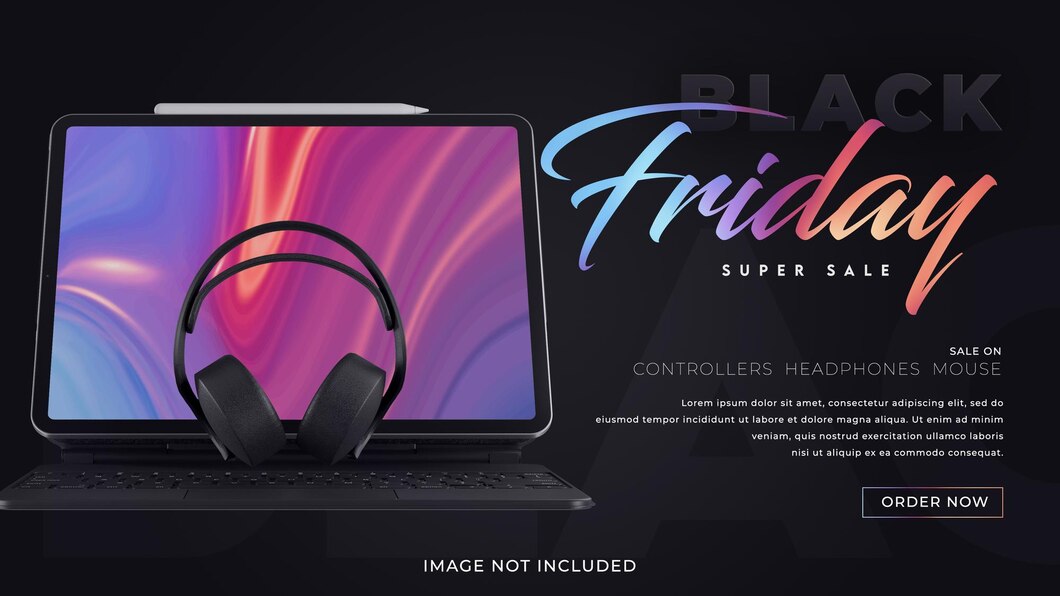 BLACK
Friday
SUPER SALE
SALE ON
CONTROLLERS HEADPHONES MOUSE
Lorem ipsum dolor sit amet, consectetur adipiscing elit, sed do
eiusmod tempor incididunt ut labore et dolore magna aliqua. Ut enim ad minim
veniam, quis nostrud exercitation ullamco laboris
nisi ut aliquip ex ea commodo consequat.
ORDER NOW
IMAGE NOT INCLUDED